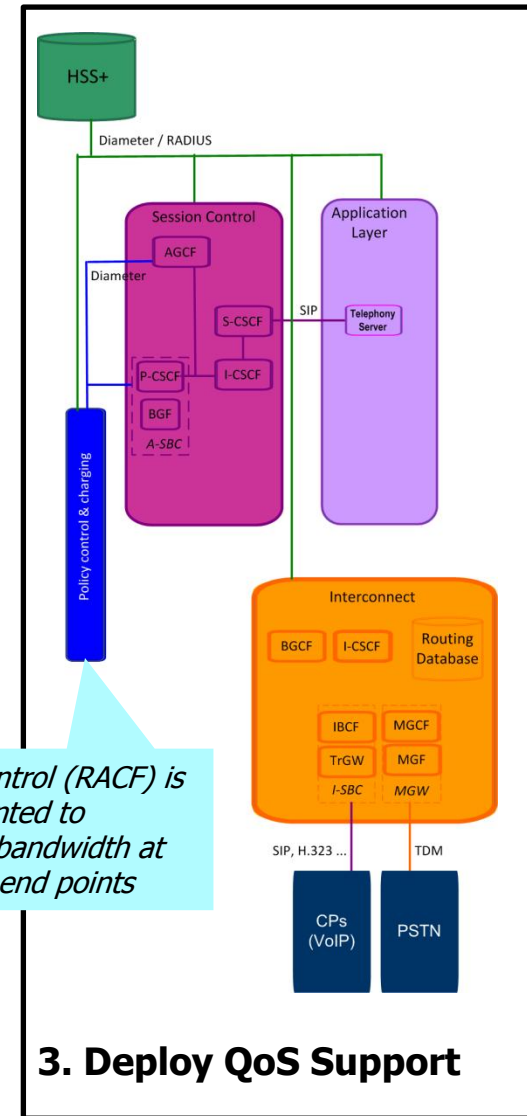 HSS+
Diameter / RADIUS
Session Control
Application
Layer
AGCF
Diameter
S-CSCF
SIP
Telephony
Server
P-CSCF
I-CSCF
BGF
A-SBC
Policy control & charging
Interconnect
BGCF
I-CSCF
Routing
Database
IBCF
MGCF
TrGW
MGF
I-SBC
MGW
ntrol (RACF) is
nted to
bandwidth at
end points
SIP, H.323 ...
TDM
CPs
(VoIP)
PSTN
3. Deploy QoS Support